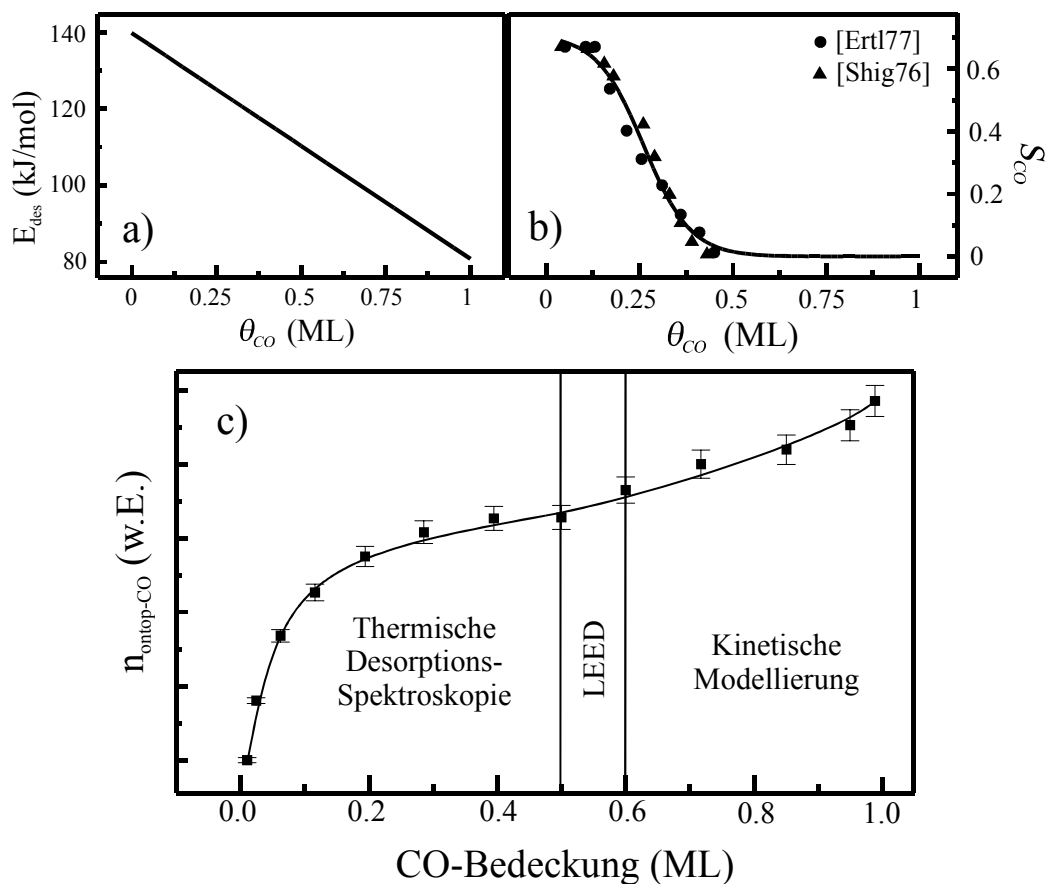 140
120
100
80
E_des (kJ/mol)
a)
0 0.25 0.5 0.75 1
θ_CO (ML)
[Ertl77]
[Shig76]
b)
0.6
0.4
0.2
0
S_CO
0 0.25 0.5 0.75 1
θ_CO (ML)
c)
n_ontop-CO (w.E.)
Thermische
Desorptions-
Spektroskopie
LEED
Kinetische
Modellierung
0.0 0.2 0.4 0.6 0.8 1.0
CO-Bedeckung (ML)